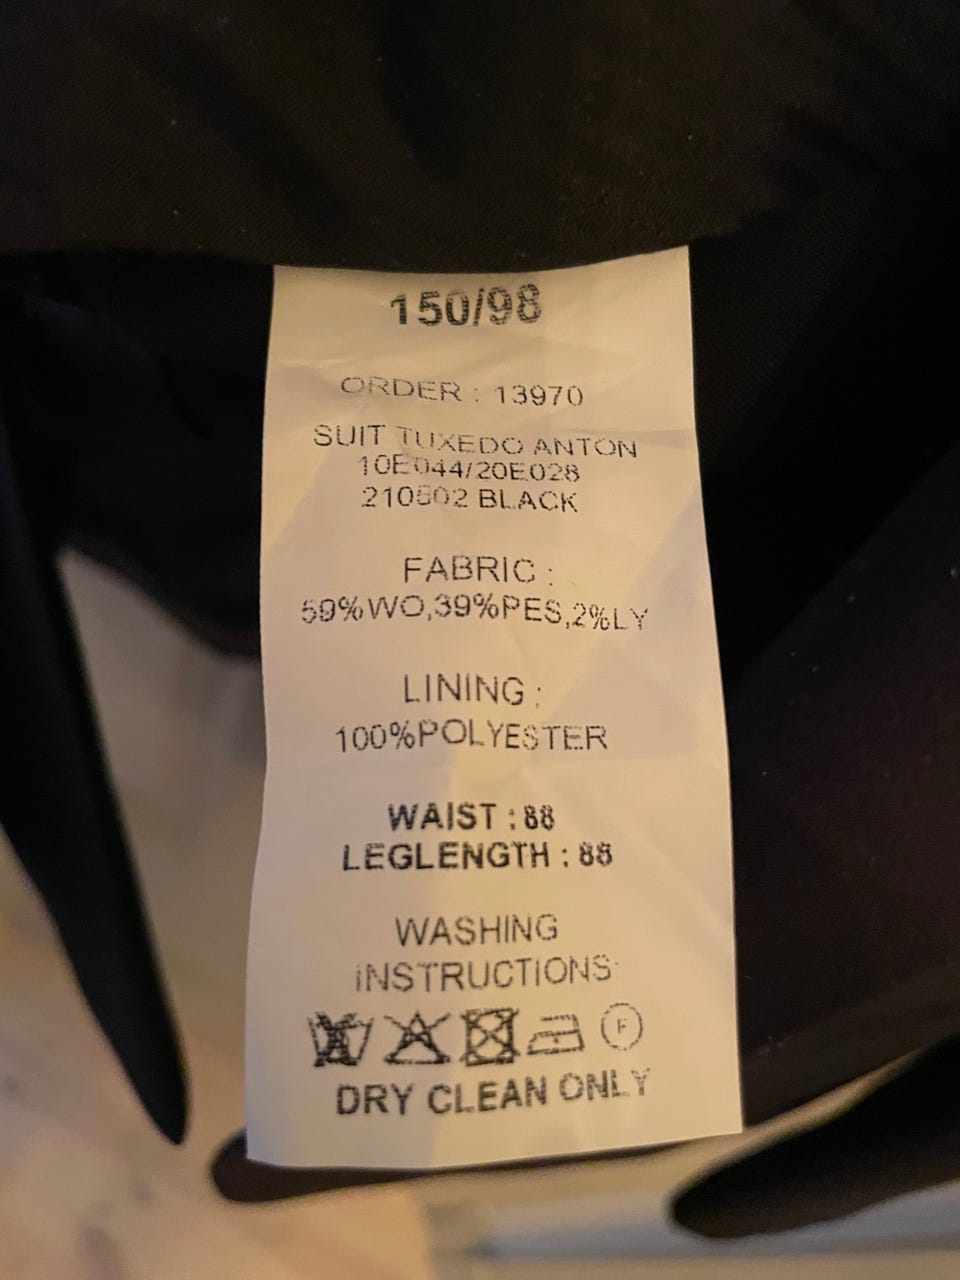 150/98
ORDER : 13970
SUIT TUXEDO ANTON
10E044/20E028
210502 BLACK
FABRIC :
59%WO,39%PES,2%LY
LINING :
100%POLYESTER
WAIST : 88
LEGLENGTH : 88
WASHING
INSTRUCTIONS:
F
DRY CLEAN ONLY